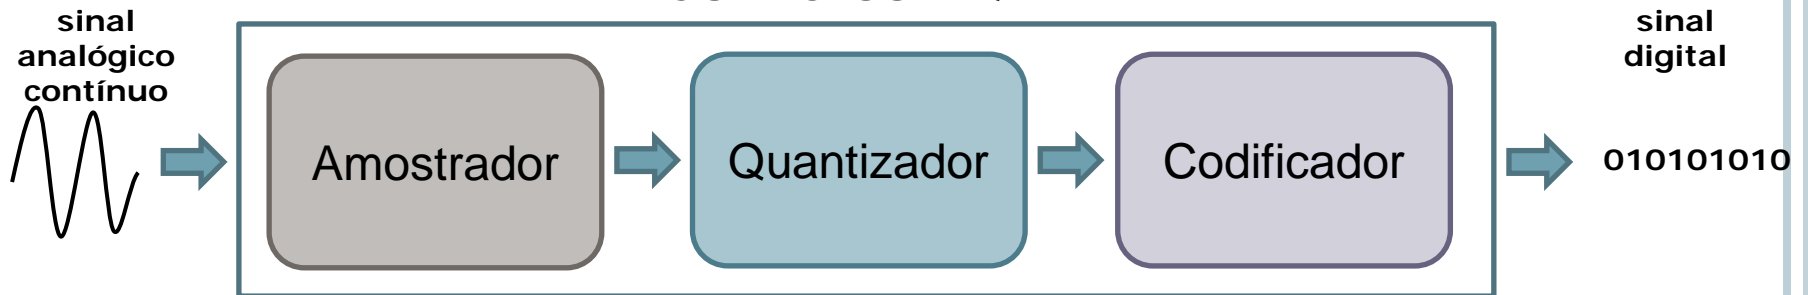 sinal
analógico
contínuo
Amostrador
Quantizador
Codificador
sinal
digital
010101010